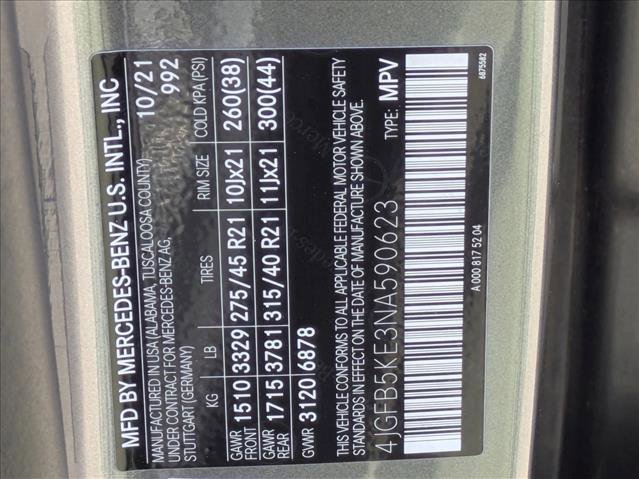 MFD BY MERCEDES-BENZ U.S. INTL., INC
MANUFACTURED IN USA (ALABAMA, TUSCALOOSA COUNTY) 10/21
UNDER CONTRACT FOR MERCEDES-BENZ AG, 992
STUTTGART (GERMANY)
KG LB TIRES RIM SIZE COLD KPA (PSI)
GAWR FRONT 1510 3329 275/45 R21 10Jx21 260(38)
GAWR REAR 1715 3781 315/40 R21 11Jx21 300(44)
GVWR 3120 6878
THIS VEHICLE CONFORMS TO ALL APPLICABLE FEDERAL MOTOR VEHICLE SAFETY
STANDARDS IN EFFECT ON THE DATE OF MANUFACTURE SHOWN ABOVE.
4JGFB5KE3NA590623 TYPE: MPV
A 000 817 52 04 6875582